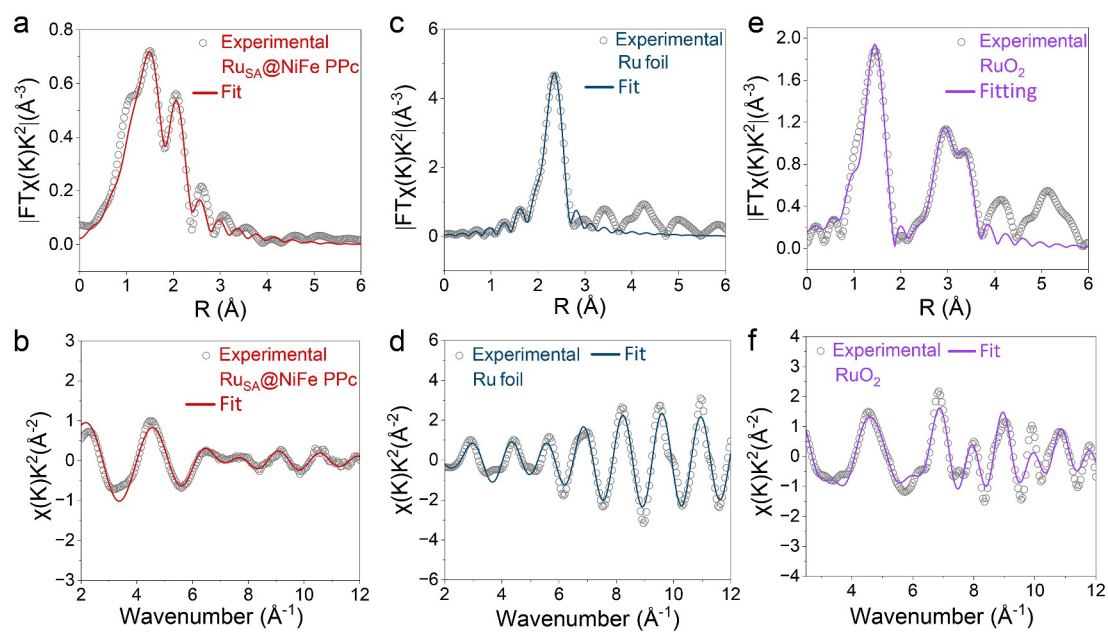 a
0.8
0.6
0.4
0.2
0.0
|FTχ(K)K²|(Å⁻³)
Experimental
Ru_SA@NiFe PPc
Fit
0 1 2 3 4 5 6
R (Å)
c
6
4
2
0
|FTχ(K)K²|(Å⁻³)
Experimental
Ru foil
Fit
0 1 2 3 4 5 6
R (Å)
e
2.0
1.6
1.2
0.8
0.4
0.0
|FTχ(K)K²|(Å⁻³)
Experimental
RuO₂
Fitting
0 1 2 3 4 5 6
R (Å)
b
3
2
1
0
−1
−2
−3
χ(K)K²(Å⁻²)
Experimental
Ru_SA@NiFe PPc
Fit
2 4 6 8 10 12
Wavenumber (Å⁻¹)
d
6
4
2
0
−2
−4
−6
χ(K)K²(Å⁻²)
Experimental Fit
Ru foil
2 4 6 8 10 12
Wavenumber (Å⁻¹)
f
4
3
2
1
0
−1
−2
−3
−4
χ(K)K²(Å⁻²)
Experimental Fit
RuO₂
4 6 8 10 12
Wavenumber (Å⁻¹)